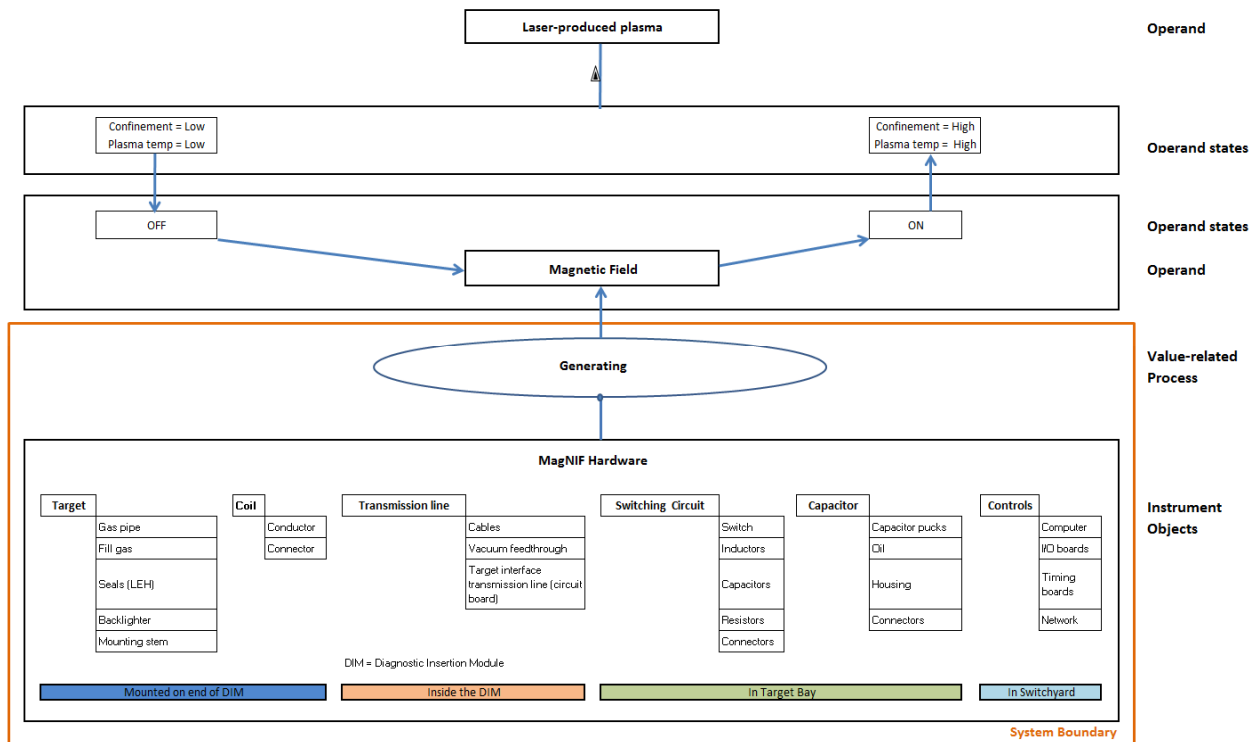 Laser-produced plasma
Operand
Confinement = Low
Plasma temp = Low
Confinement = High
Plasma temp = High
Operand states
OFF
ON
Operand states
Magnetic Field
Operand
Generating
Value-related
Process
MagNIF Hardware
Instrument
Objects
Target
Gas pipe
Fill gas
Seals (LEH)
Backlighter
Mounting stem
Coil
Conductor
Connector
Transmission line
Cables
Vacuum feedthrough
Target interface
transmission line (circuit
board)
Switching Circuit
Switch
Inductors
Capacitors
Resistors
Connectors
Capacitor
Capacitor pucks
Oil
Housing
Connectors
Controls
Computer
I/O boards
Timing
boards
Network
DIM = Diagnostic Insertion Module
Mounted on end of DIM
Inside the DIM
In Target Bay
In Switchyard
System Boundary